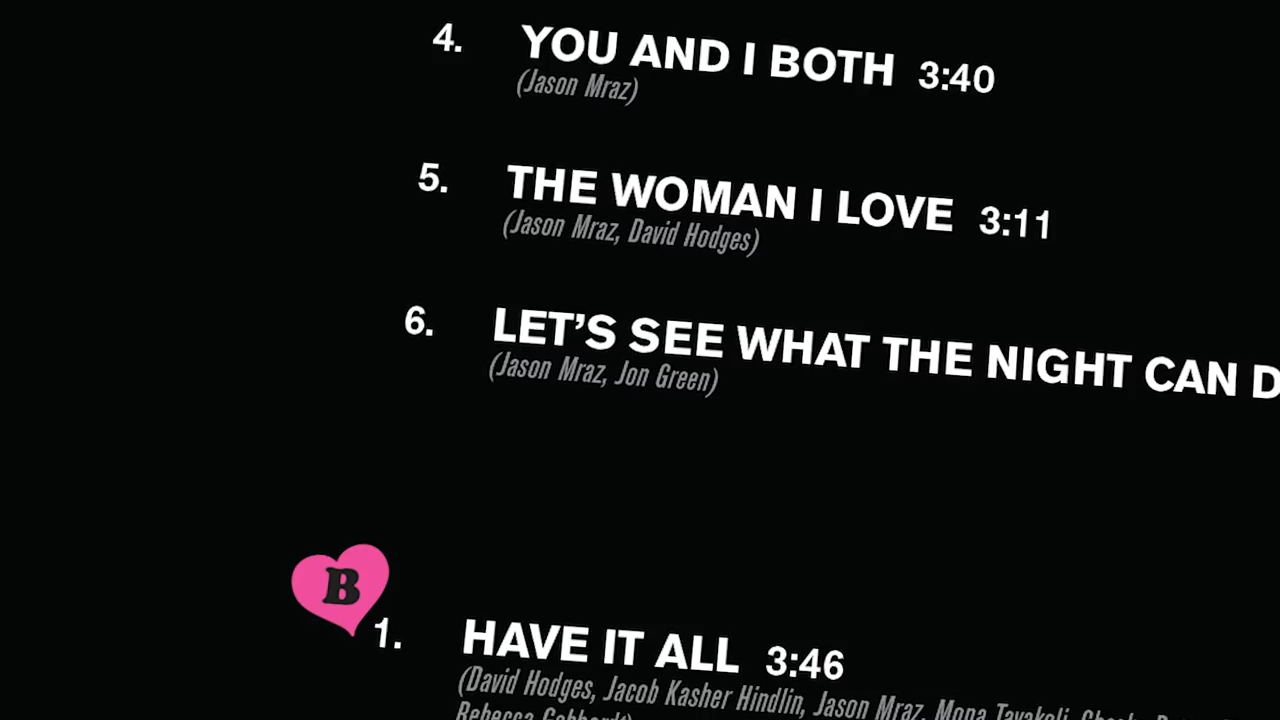 4. YOU AND I BOTH 3:40
(Jason Mraz)
5. THE WOMAN I LOVE 3:11
(Jason Mraz, David Hodges)
6. LET'S SEE WHAT THE NIGHT CAN
(Jason Mraz, Jon Green)
B
1. HAVE IT ALL 3:46
(David Hodges, Jacob Kasher Hindlin, Jason Mraz, Mona Tavakoli,
Rebecca Gebhardt)